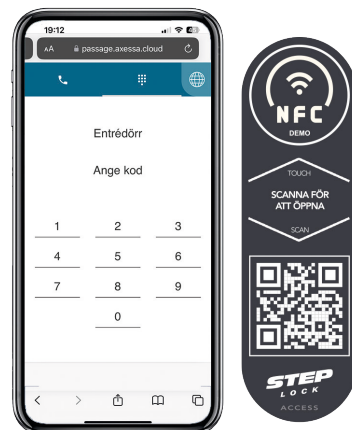 19:12
AA passage.axessa.cloud
Entrédörr
Ange kod
1 2 3
4 5 6
7 8 9
0
NFC
DEMO
TOUCH
SCANNA FÖR
ATT ÖPPNA
SCAN
STEP
LOCK
ACCESS